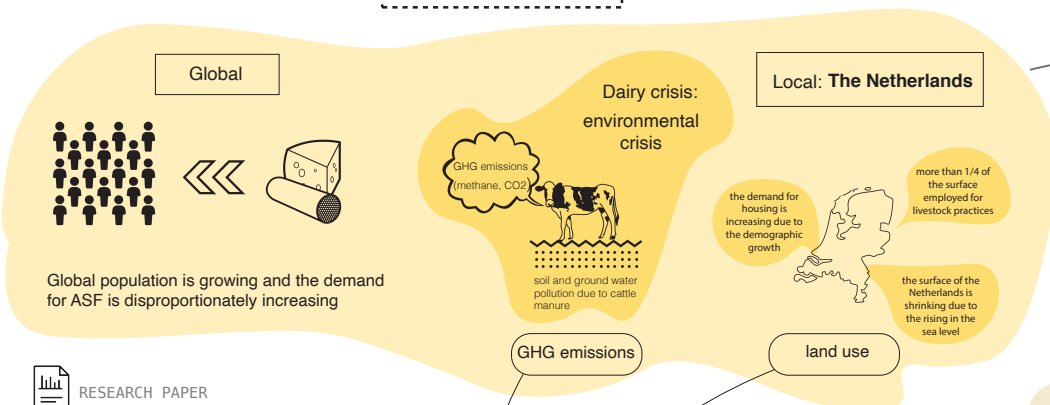 Global
Global population is growing and the demand
for ASF is disproportionately increasing
Dairy crisis:
environmental
crisis
GHG emissions
(methane, CO2)
soil and ground water
pollution due to cattle
manure
Local: The Netherlands
the demand for
housing is
increasing due to
the demographic
growth
more than 1/4 of
the surface
employed for
livestock practices
the surface of the
Netherlands is
shrinking due to
the rising in the
sea level
GHG emissions
land use
RESEARCH PAPER